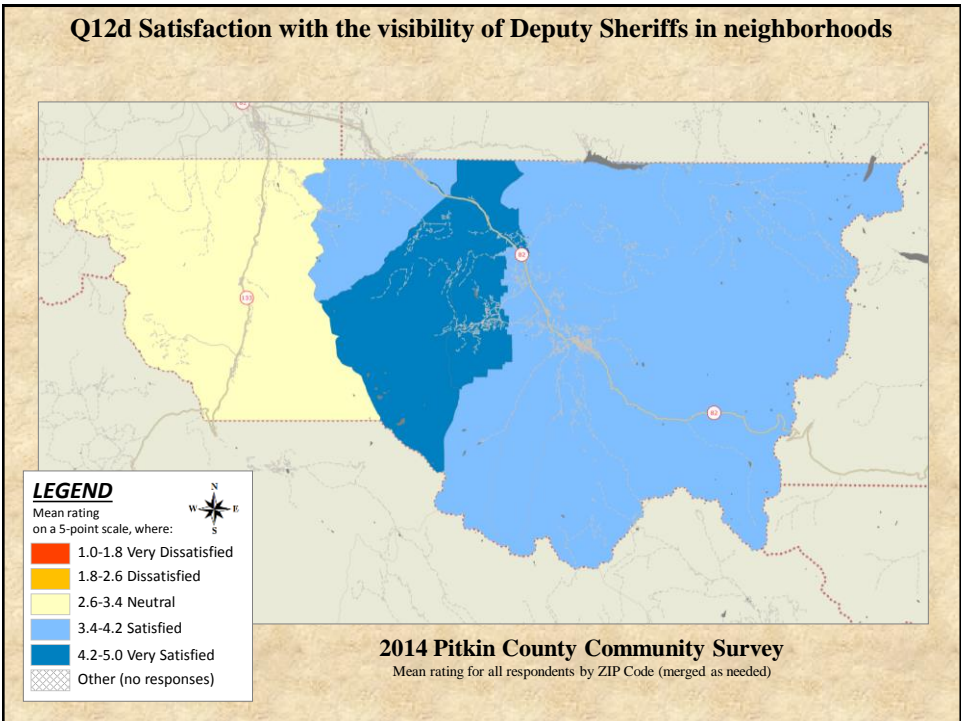 Q12d Satisfaction with the visibility of Deputy Sheriffs in neighborhoods
82
133
82
LEGEND
Mean rating
on a 5-point scale, where:
N
W
E
S
1.0-1.8 Very Dissatisfied
1.8-2.6 Dissatisfied
2.6-3.4 Neutral
3.4-4.2 Satisfied
4.2-5.0 Very Satisfied
Other (no responses)
2014 Pitkin County Community Survey
Mean rating for all respondents by ZIP Code (merged as needed)